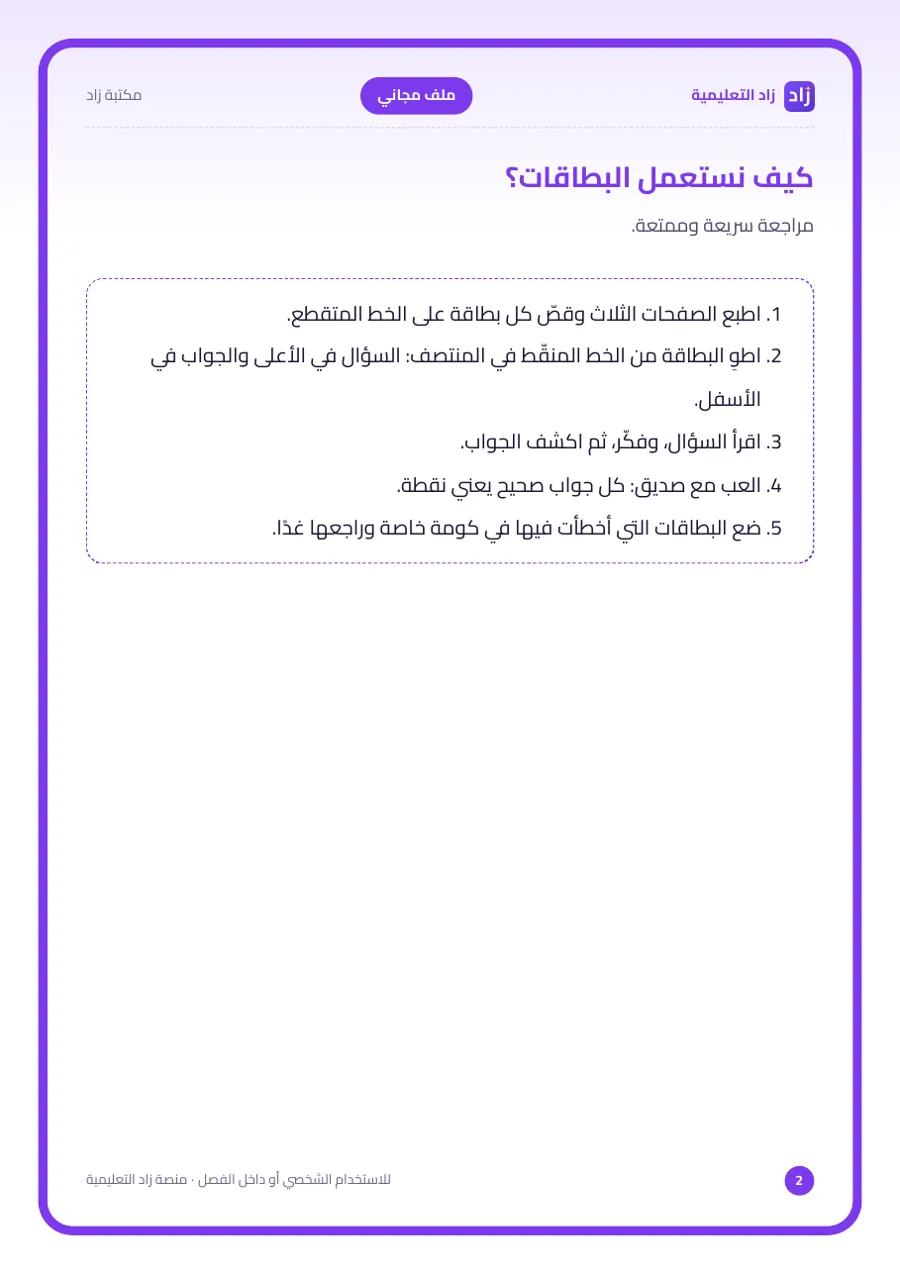 زاد زاد التعليمية
ملف مجاني
مكتبة زاد
كيف نستعمل البطاقات؟
مراجعة سريعة وممتعة.
1. اطبع الصفحات الثلاث وقصّ كل بطاقة على الخط المتقطع.
2. اطوِ البطاقة من الخط المنقّط في المنتصف: السؤال في الأعلى والجواب في
الأسفل.
3. اقرأ السؤال، وفكّر، ثم اكشف الجواب.
4. العب مع صديق: كل جواب صحيح يعني نقطة.
5. ضع البطاقات التي أخطأت فيها في كومة خاصة وراجعها غدًا.
2
للاستخدام الشخصي أو داخل الفصل · منصة زاد التعليمية